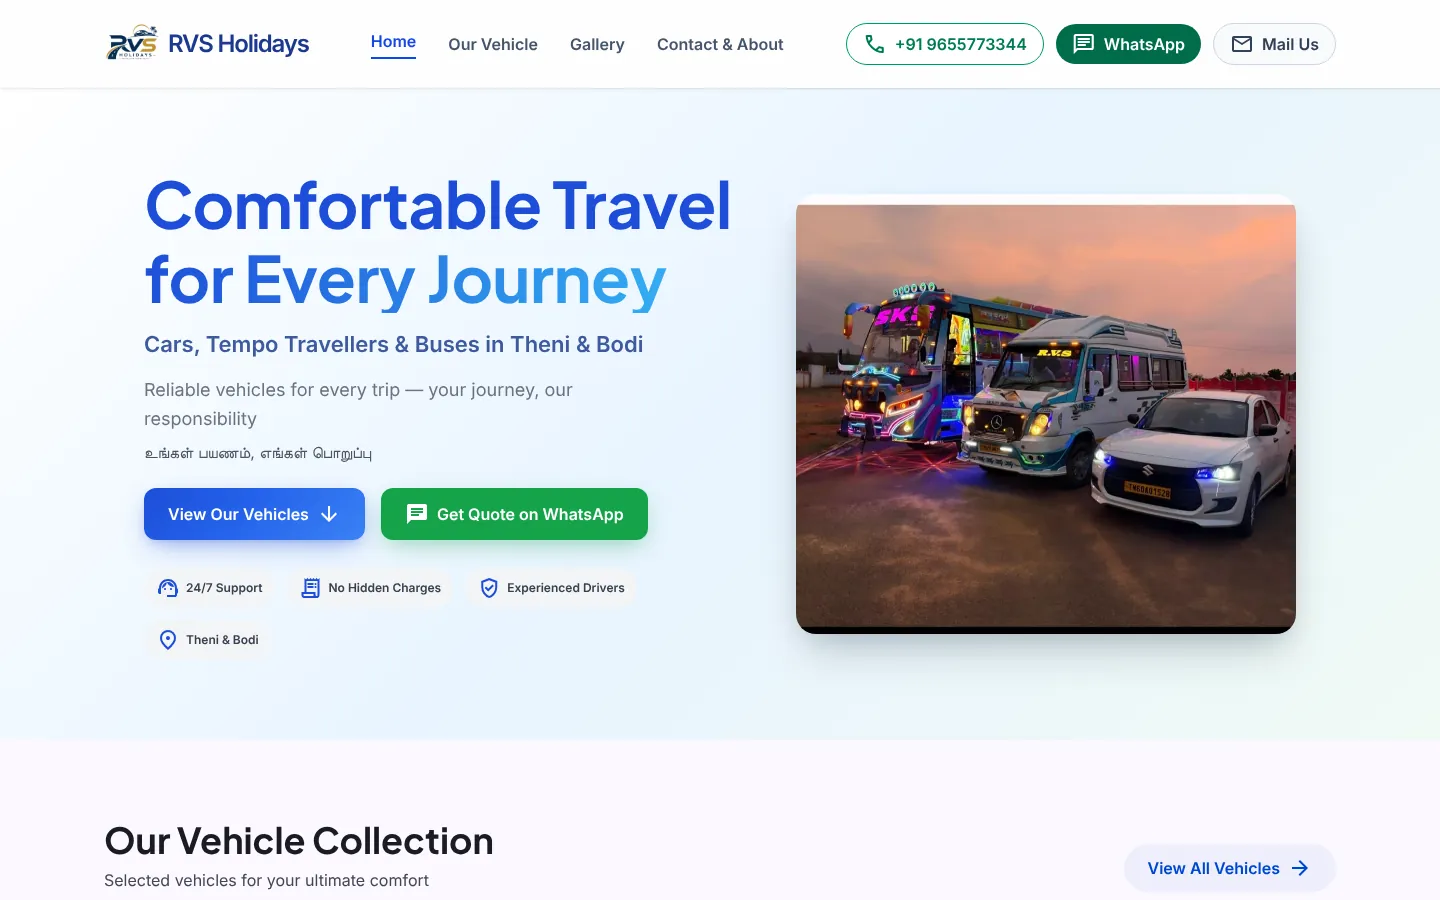 RVS HOLIDAYS
RVS Holidays
Home
Our Vehicle
Gallery
Contact & About
+91 9655773344
WhatsApp
Mail Us
Comfortable Travel
for Every Journey
Cars, Tempo Travellers & Buses in Theni & Bodi
Reliable vehicles for every trip — your journey, our
responsibility
உங்கள் பயணம், எங்கள் பொறுப்பு
View Our Vehicles
Get Quote on WhatsApp
24/7 Support
No Hidden Charges
Experienced Drivers
Theni & Bodi
R.V.S
Our Vehicle Collection
Selected vehicles for your ultimate comfort
View All Vehicles